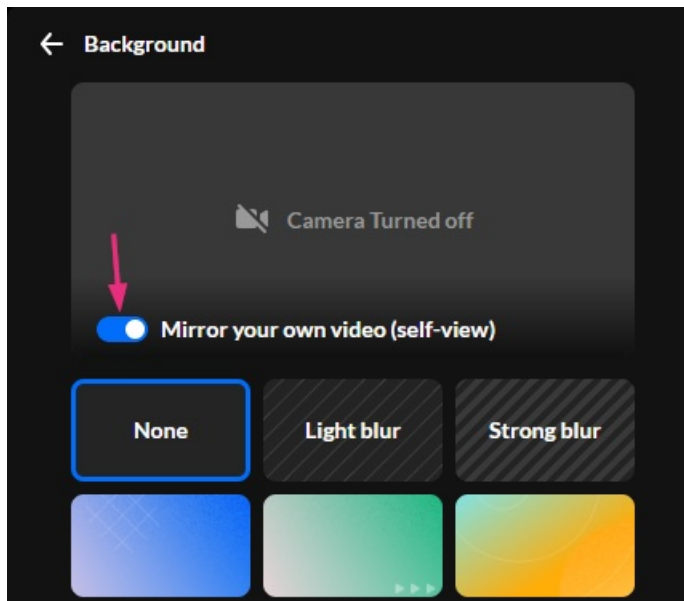 Background
Camera Turned off
Mirror your own video (self-view)
None
Light blur
Strong blur